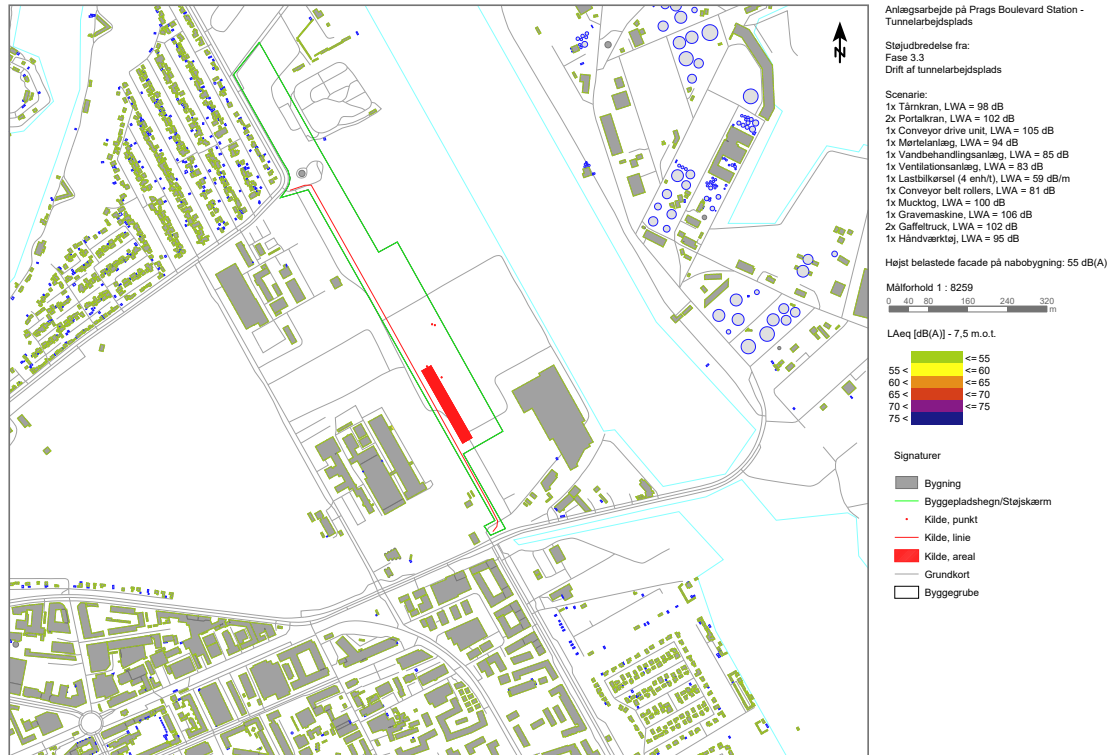 Anlægsarbejde på Prags Boulevard Station -
Tunnelarbejdsplads
Støjudbredelse fra:
Fase 3.3
Drift af tunnelarbejdsplads
Scenarie:
1x Tårnkran, LWA = 98 dB
2x Portalkran, LWA = 102 dB
1x Conveyor drive unit, LWA = 105 dB
1x Mørtelanlæg, LWA = 94 dB
1x Vandbehandlingsanlæg, LWA = 85 dB
1x Ventilationsanlæg, LWA = 83 dB
1x Lastbilkørsel (4 enh/t), LWA = 59 dB/m
1x Conveyor belt rollers, LWA = 81 dB
1x Mucktog, LWA = 100 dB
1x Gravemaskine, LWA = 106 dB
2x Gaffeltruck, LWA = 102 dB
1x Håndværktøj, LWA = 95 dB
Højst belastede facade på nabobygning: 55 dB(A)
Målforhold 1 : 8259
0 40 80 160 240 320
m
LAeq [dB(A)] - 7,5 m.o.t.
<= 55
55 < <= 60
60 < <= 65
65 < <= 70
70 < <= 75
75 <
Signaturer
Bygning
Byggepladshegn/Støjskærm
Kilde, punkt
Kilde, linie
Kilde, areal
Grundkort
Byggegrube
N